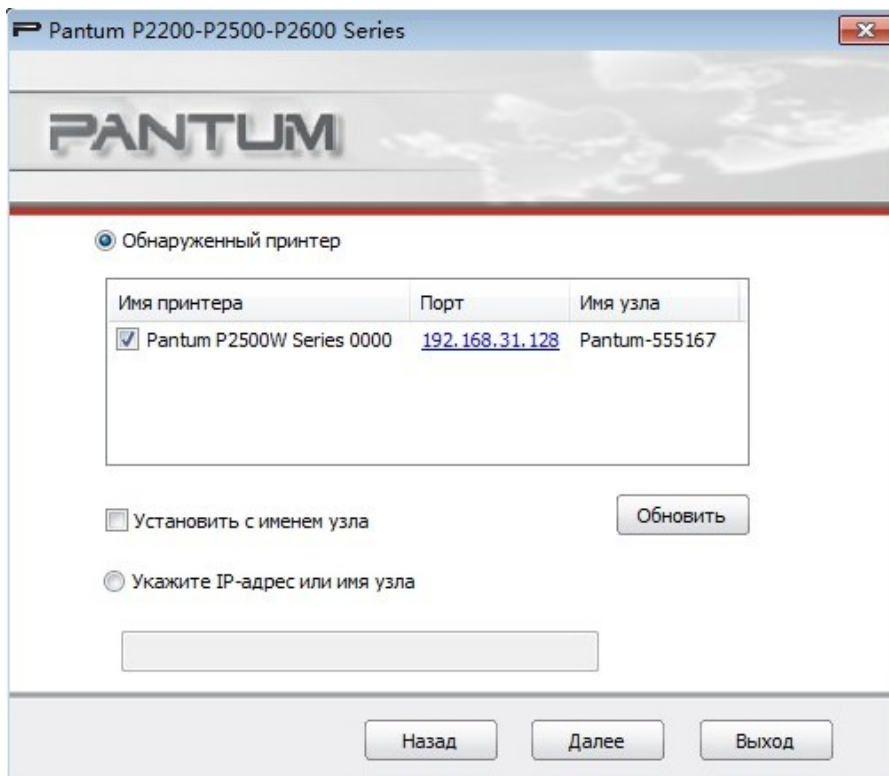 Pantum P2200-P2500-P2600 Series
PANTUM
Обнаруженный принтер
Имя принтера Порт Имя узла
Pantum P2500W Series 0000 192.168.31.128 Pantum-555167
Установить с именем узла Обновить
Укажите IP-адрес или имя узла
Назад Далее Выход